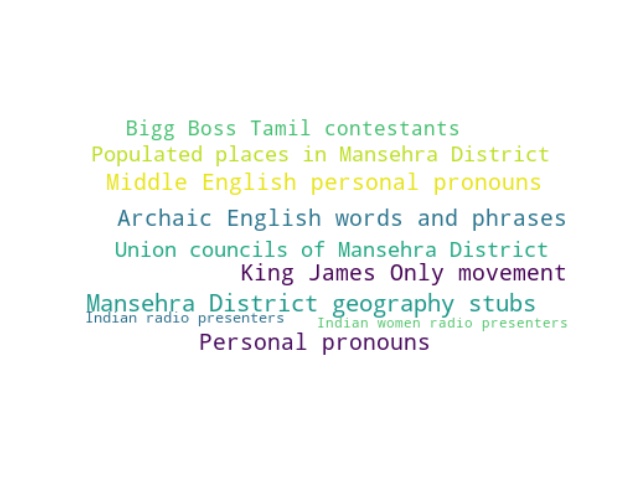 Bigg Boss Tamil contestants
Populated places in Mansehra District
Middle English personal pronouns
Archaic English words and phrases
Union councils of Mansehra District
King James Only movement
Mansehra District geography stubs
Indian radio presenters
Indian women radio presenters
Personal pronouns